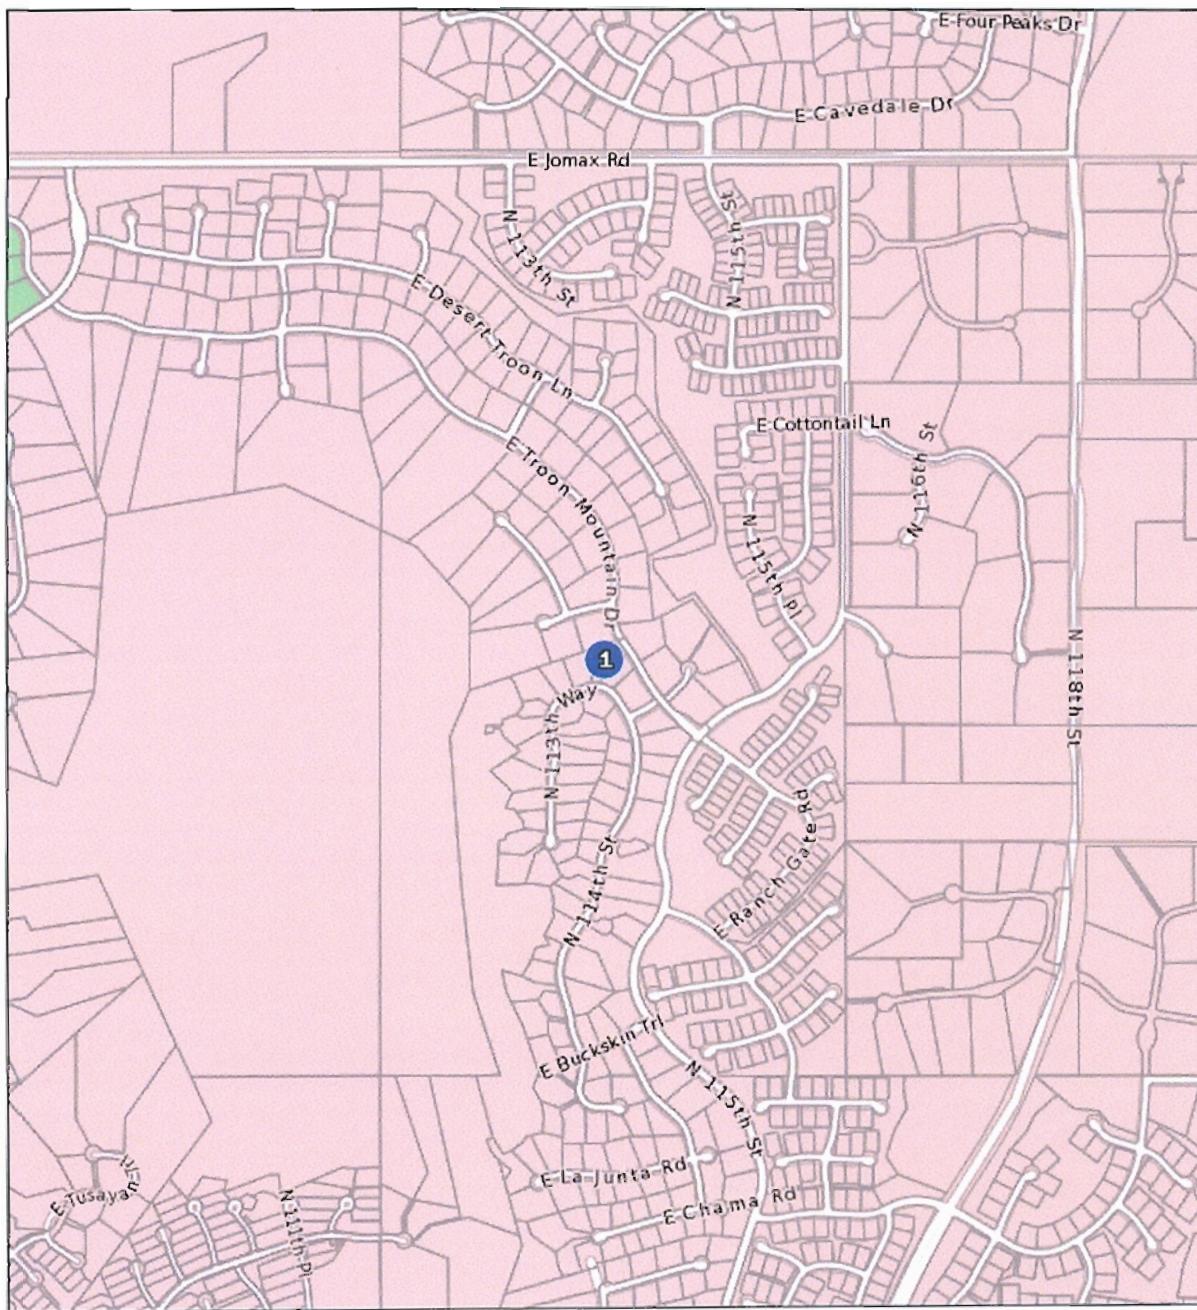 E Four Peaks Dr
E Cavedale Dr
E Jomax Rd
N 113th St
N 115th St
E Desert Troon Ln
E Cottontail Ln
N 116th St
E Troon Mountain Dr
N 115th Pl
1
N 118th St
N 113th Way
E Ranch Gate Rd
N 114th St
E Buckskin Trl
N 115th St
E La Junta Rd
E Tusayan
N 111th Pl
E Chama Rd